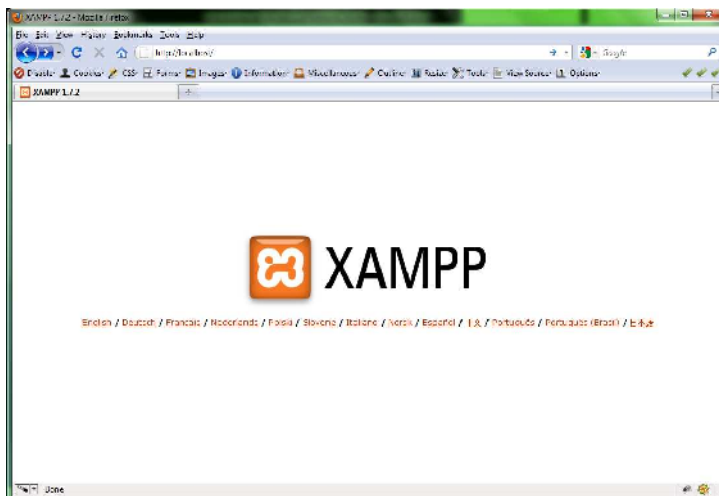 XAMPP 1.7.2 - Mozilla Firefox
File Edit View History Bookmarks Tools Help
http://localhost/
Google
Disable Cookies CSS Forms Images Information Miscellaneous Outline Resize Tools View Source Options
XAMPP 1.7.2
XAMPP
English / Deutsch / Francais / Nederlands / Polski / Slovene / Italiano / Norsk / Español / 中文 / Português / Português (Brasil) / 日本語
Done